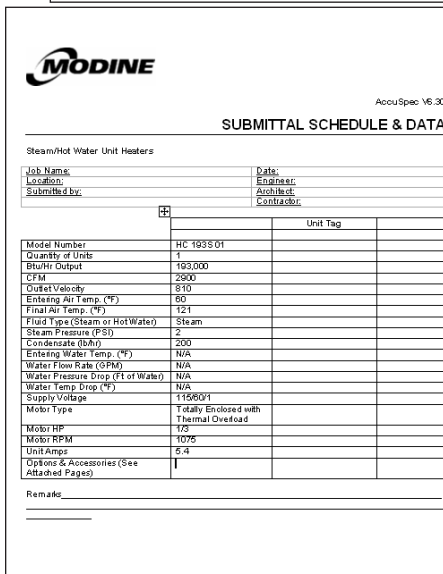 MODINE
AccuSpec V6.30
SUBMITTAL SCHEDULE & DATA
Steam/Hot Water Unit Heaters
Job Name: Date:
Location: Engineer:
Submitted by: Architect:
Contractor:
Unit Tag
Model Number HC 193S01
Quantity of Units 1
Btu/Hr Output 193,000
CFM 2900
Outlet Velocity 810
Entering Air Temp. (°F) 60
Final Air Temp. (°F) 121
Fluid Type (Steam or Hot Water) Steam
Steam Pressure (PSI) 2
Condensate (lb/hr) 200
Entering Water Temp. (°F) N/A
Water Flow Rate (GPM) N/A
Water Pressure Drop (Ft of Water) N/A
Water Temp Drop (°F) N/A
Supply Voltage 115/60/1
Motor Type Totally Enclosed with
Thermal Overload
Motor HP 1/3
Motor RPM 1075
Unit Amps 5.4
Options & Accessories (See
Attached Pages)
Remarks